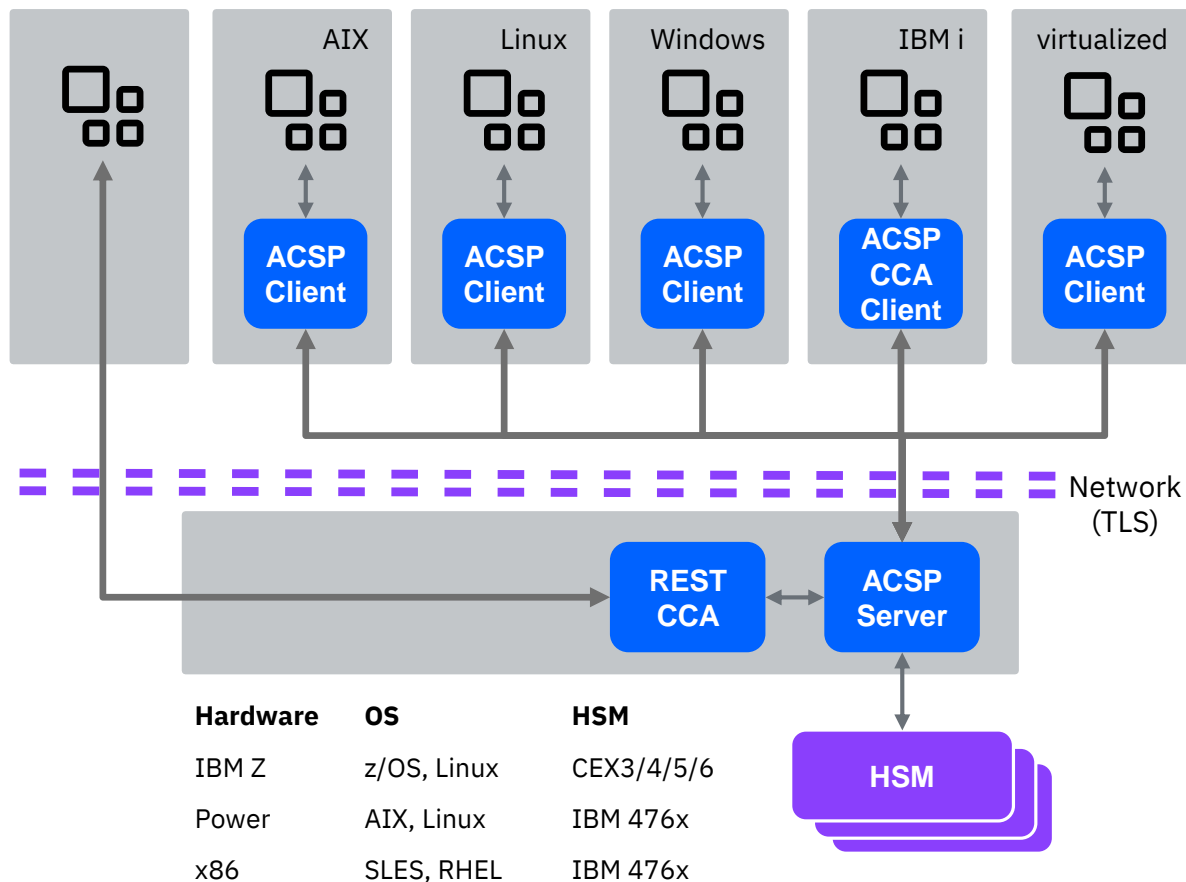 AIX
Linux
Windows
IBM i
virtualized
ACSP
Client
ACSP
Client
ACSP
Client
ACSP
CCA
Client
ACSP
Client
Network
(TLS)
REST
CCA
ACSP
Server
Hardware OS HSM
IBM Z z/OS, Linux CEX3/4/5/6
Power AIX, Linux IBM 476x
x86 SLES, RHEL IBM 476x
HSM